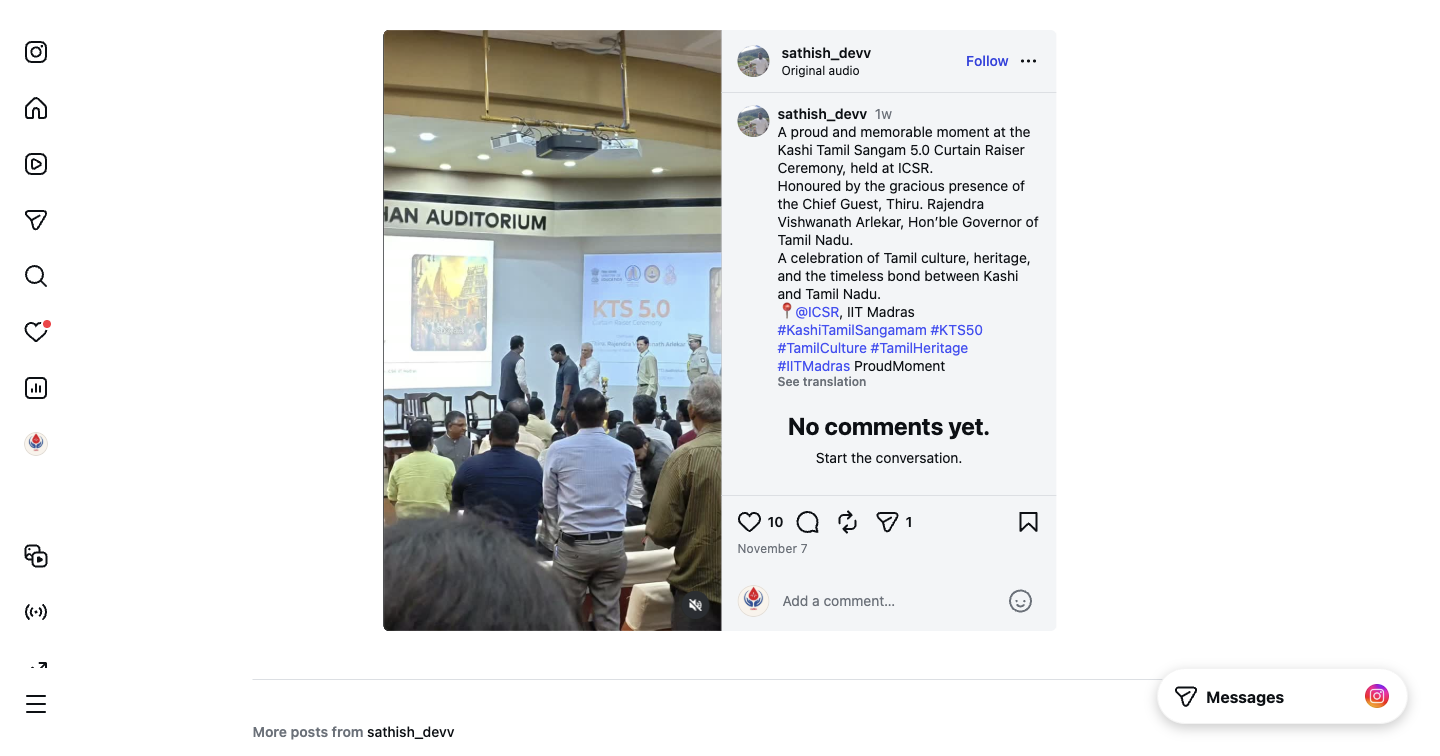 HAN AUDITORIUM
KTS 5.0
Curtain Raiser Ceremony
sathish_devv
Original audio
Follow
sathish_devv 1w
A proud and memorable moment at the
Kashi Tamil Sangam 5.0 Curtain Raiser
Ceremony, held at ICSR.
Honoured by the gracious presence of
the Chief Guest, Thiru. Rajendra
Vishwanath Arlekar, Hon’ble Governor of
Tamil Nadu.
A celebration of Tamil culture, heritage,
and the timeless bond between Kashi
and Tamil Nadu.
📍@ICSR, IIT Madras
#KashiTamilSangamam #KTS50
#TamilCulture #TamilHeritage
#IITMadras ProudMoment
See translation
No comments yet.
Start the conversation.
10
1
November 7
Add a comment...
Messages
More posts from sathish_devv